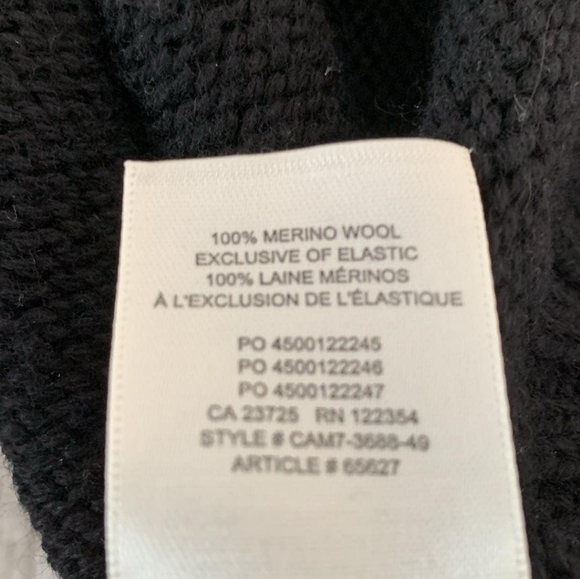 100% MERINO WOOL
EXCLUSIVE OF ELASTIC
100% LAINE MÉRINOS
À L'EXCLUSION DE L'ÉLASTIQUE
PO 4500122245
PO 4500122246
PO 4500122247
CA 23725 RN 122354
STYLE # CAM7-3688-49
ARTICLE # 65627